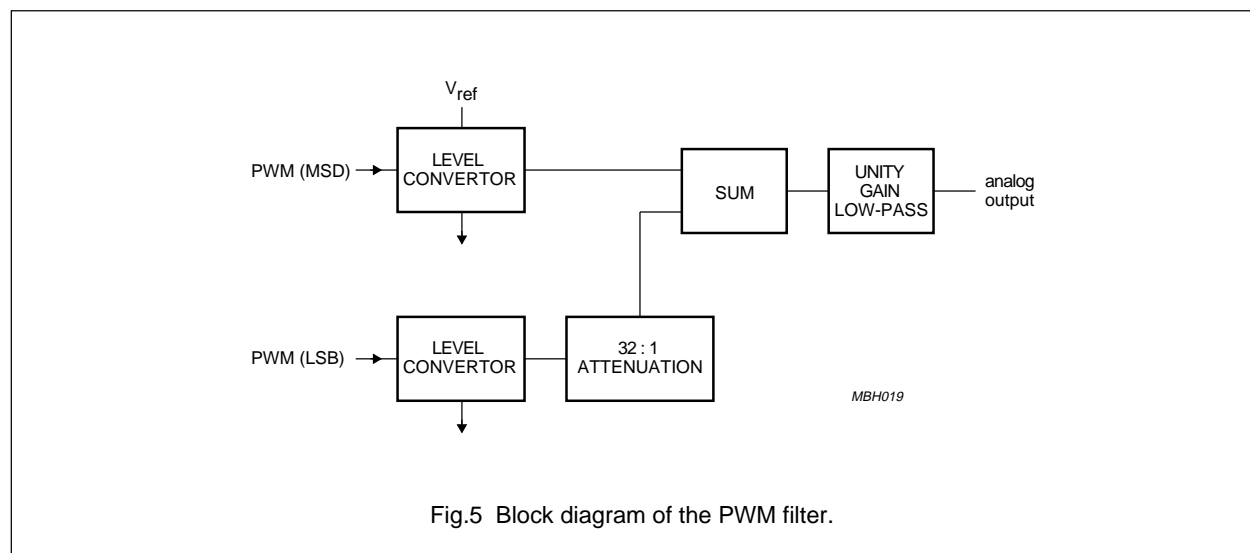 Vref
PWM (MSD)
LEVEL
CONVERTOR
SUM
UNITY
GAIN
LOW-PASS
analog
output
PWM (LSB)
LEVEL
CONVERTOR
32 : 1
ATTENUATION
MBH019
Fig.5 Block diagram of the PWM filter.